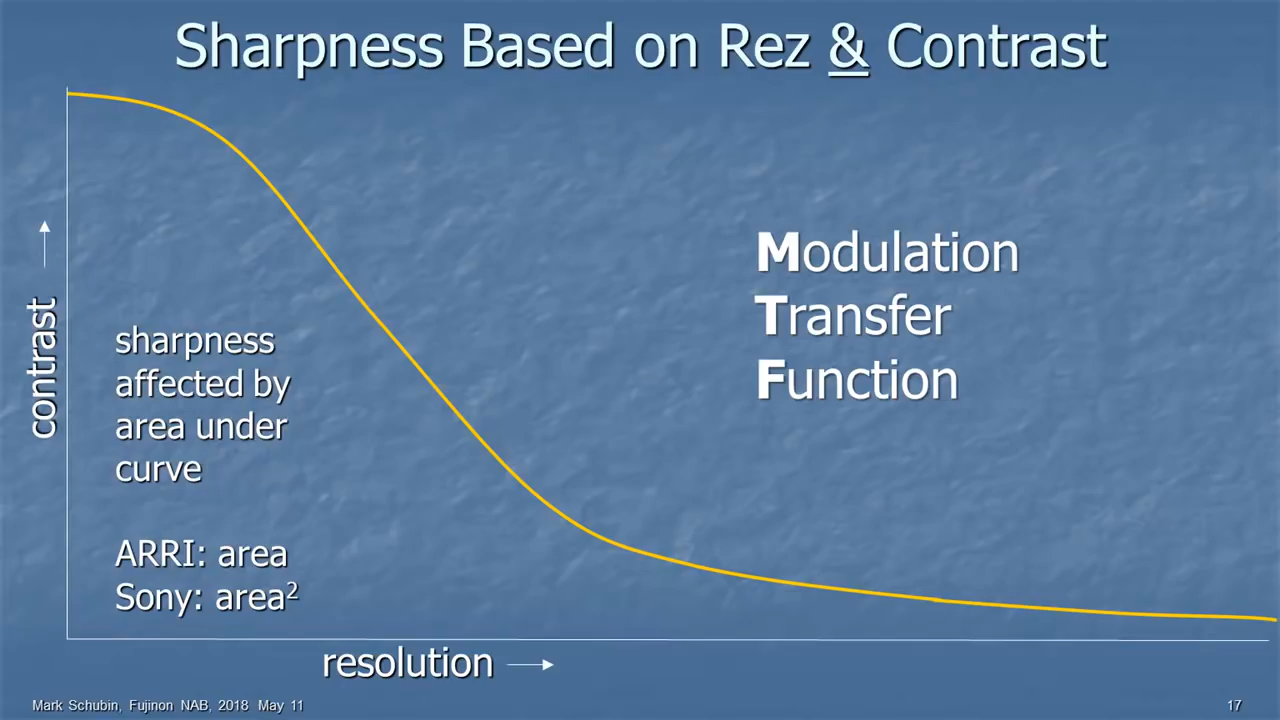 Sharpness Based on Rez & Contrast
contrast
sharpness
affected by
area under
curve
ARRI: area
Sony: area²
Modulation
Transfer
Function
resolution
Mark Schubin, Fujinon NAB, 2018 May 11
17